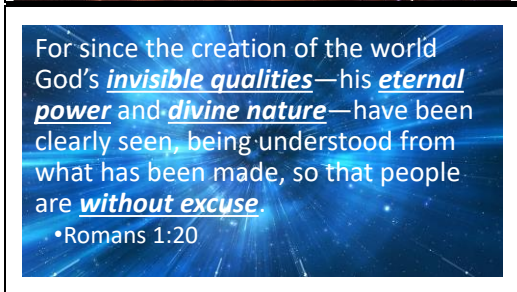 For since the creation of the world
God’s invisible qualities—his eternal
power and divine nature—have been
clearly seen, being understood from
what has been made, so that people
are without excuse.
•Romans 1:20